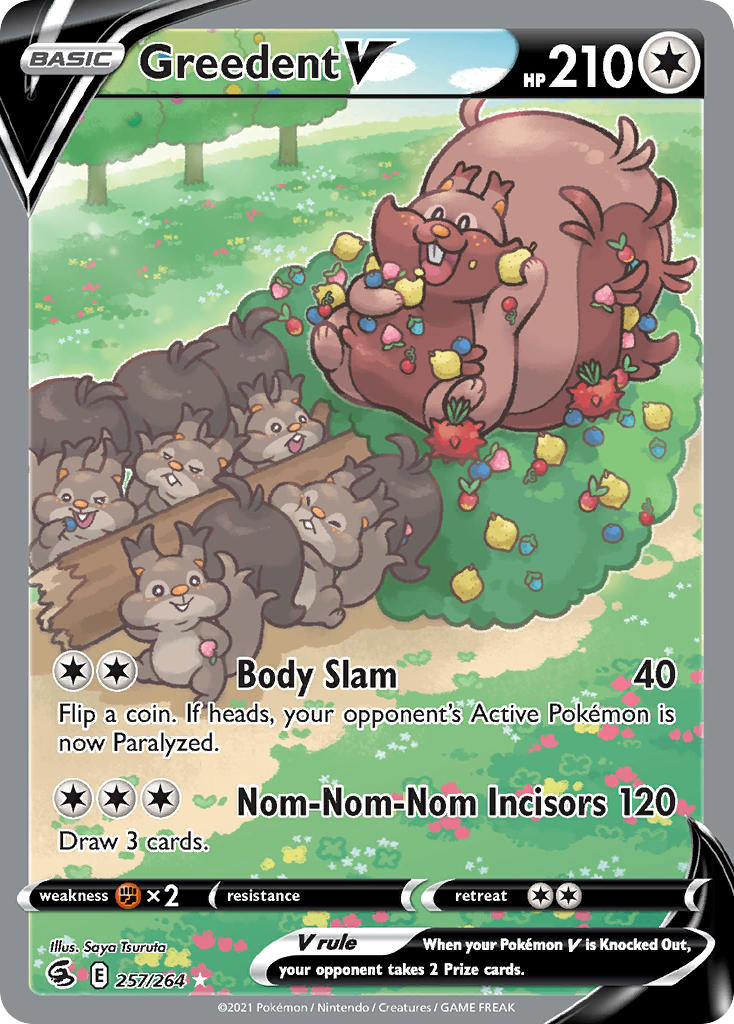 BASIC Greedent V HP 210
Body Slam 40
Flip a coin. If heads, your opponent's Active Pokémon is
now Paralyzed.
Nom-Nom-Nom Incisors 120
Draw 3 cards.
weakness ×2 resistance retreat
Illus. Saya Tsuruta
V rule When your Pokémon V is Knocked Out,
your opponent takes 2 Prize cards.
E 257/264
©2021 Pokémon / Nintendo / Creatures / GAME FREAK